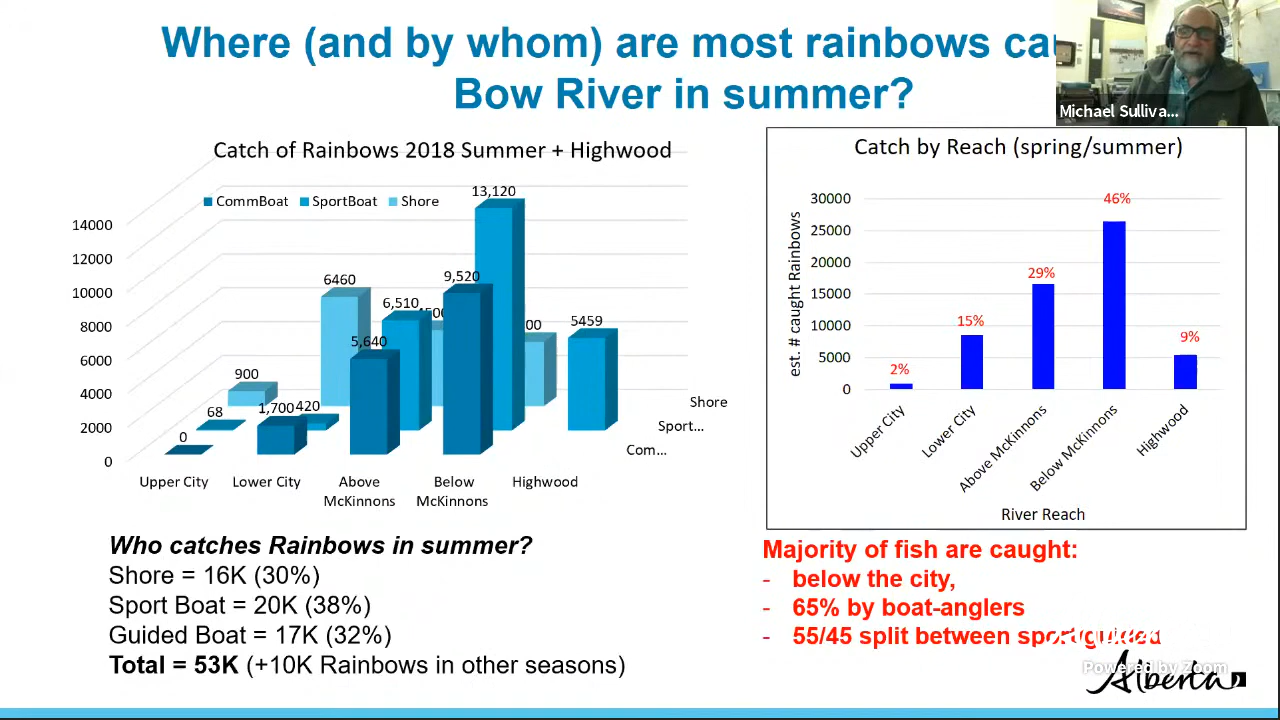 Where (and by whom) are most rainbows
Bow River in summer?
Michael Sulliva...
Catch of Rainbows 2018 Summer + Highwood
CommBoat SportBoat Shore
14000
12000
10000
8000
6000
4000
2000
0
13,120
9,520
6460
6,510
5,640
5459
900
1,700
420
68
0
Shore
Sport...
Com...
Upper City
Lower City
Above
McKinnons
Below
McKinnons
Highwood
Who catches Rainbows in summer?
Shore = 16K (30%)
Sport Boat = 20K (38%)
Guided Boat = 17K (32%)
Total = 53K (+10K Rainbows in other seasons)
Catch by Reach (spring/summer)
est. # caught Rainbows
30000
25000
20000
15000
10000
5000
0
2%
15%
29%
46%
9%
Upper City
Lower City
Above McKinnons
Below McKinnons
Highwood
River Reach
Majority of fish are caught:
- below the city,
- 65% by boat-anglers
- 55/45 split between
Powered by Zoom
Alberta